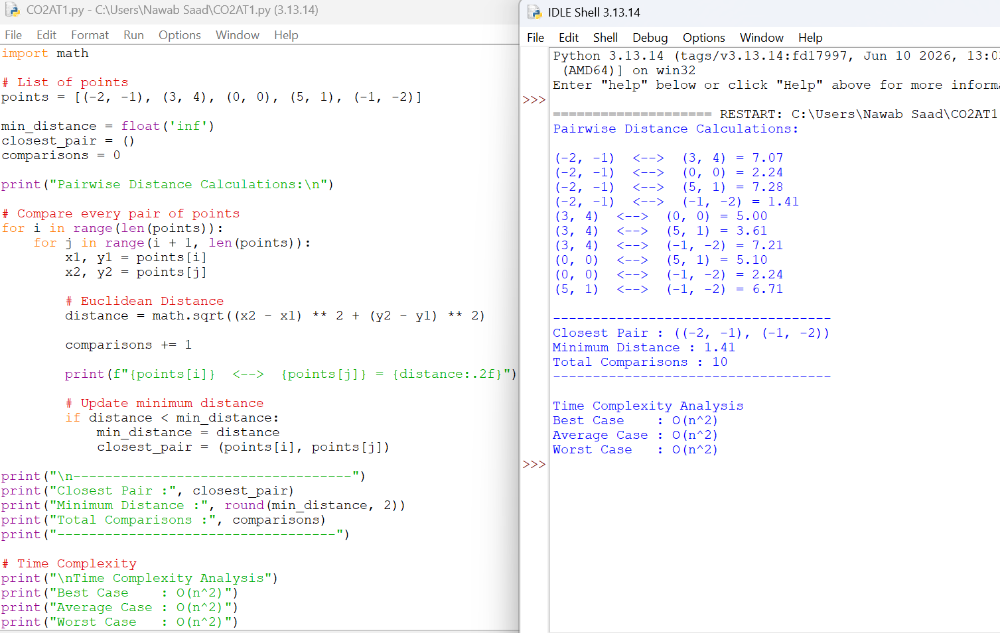 CO2AT1.py - C:\Users\Nawab Saad\CO2AT1.py (3.13.14)
File Edit Format Run Options Window Help
import math

# List of points
points = [(-2, -1), (3, 4), (0, 0), (5, 1), (-1, -2)]

min_distance = float('inf')
closest_pair = ()
comparisons = 0

print("Pairwise Distance Calculations:\n")

# Compare every pair of points
for i in range(len(points)):
    for j in range(i + 1, len(points)):
        x1, y1 = points[i]
        x2, y2 = points[j]

        # Euclidean Distance
        distance = math.sqrt((x2 - x1) ** 2 + (y2 - y1) ** 2)

        comparisons += 1

        print(f"{points[i]}  <-->  {points[j]} = {distance:.2f}")

        # Update minimum distance
        if distance < min_distance:
            min_distance = distance
            closest_pair = (points[i], points[j])

print("\n-----------------------------------")
print("Closest Pair :", closest_pair)
print("Minimum Distance :", round(min_distance, 2))
print("Total Comparisons :", comparisons)
print("-----------------------------------")

# Time Complexity
print("\nTime Complexity Analysis")
print("Best Case    : O(n^2)")
print("Average Case : O(n^2)")
print("Worst Case   : O(n^2)")
IDLE Shell 3.13.14
File Edit Shell Debug Options Window Help
Python 3.13.14 (tags/v3.13.14:fd17997, Jun 10 2026, 13:0
 (AMD64)] on win32
Enter "help" below or click "Help" above for more inform
>>>
==================== RESTART: C:\Users\Nawab Saad\CO2AT1
Pairwise Distance Calculations:

(-2, -1)  <-->  (3, 4) = 7.07
(-2, -1)  <-->  (0, 0) = 2.24
(-2, -1)  <-->  (5, 1) = 7.28
(-2, -1)  <-->  (-1, -2) = 1.41
(3, 4)  <-->  (0, 0) = 5.00
(3, 4)  <-->  (5, 1) = 3.61
(3, 4)  <-->  (-1, -2) = 7.21
(0, 0)  <-->  (5, 1) = 5.10
(0, 0)  <-->  (-1, -2) = 2.24
(5, 1)  <-->  (-1, -2) = 6.71

-----------------------------------
Closest Pair : ((-2, -1), (-1, -2))
Minimum Distance : 1.41
Total Comparisons : 10
-----------------------------------

Time Complexity Analysis
Best Case    : O(n^2)
Average Case : O(n^2)
Worst Case   : O(n^2)
>>>